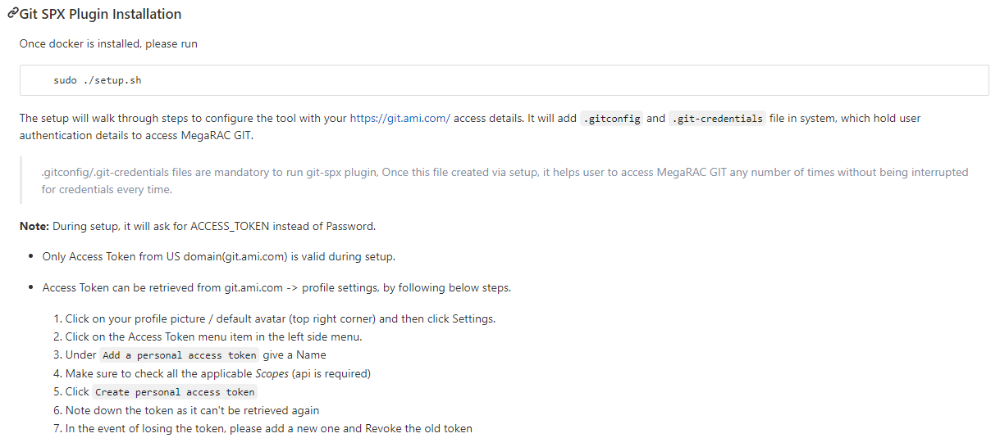 Git SPX Plugin Installation
Once docker is installed, please run
sudo ./setup.sh
The setup will walk through steps to configure the tool with your https://git.ami.com/ access details. It will add .gitconfig and .git-credentials file in system, which hold user
authentication details to access MegaRAC GIT.
.gitconfig/.git-credentials files are mandatory to run git-spx plugin, Once this file created via setup, it helps user to access MegaRAC GIT any number of times without being interrupted
for credentials every time.
Note: During setup, it will ask for ACCESS_TOKEN instead of Password.
• Only Access Token from US domain(git.ami.com) is valid during setup.
• Access Token can be retrieved from git.ami.com -> profile settings, by following below steps.
1. Click on your profile picture / default avatar (top right corner) and then click Settings.
2. Click on the Access Token menu item in the left side menu.
3. Under Add a personal access token give a Name
4. Make sure to check all the applicable Scopes (api is required)
5. Click Create personal access token
6. Note down the token as it can't be retrieved again
7. In the event of losing the token, please add a new one and Revoke the old token